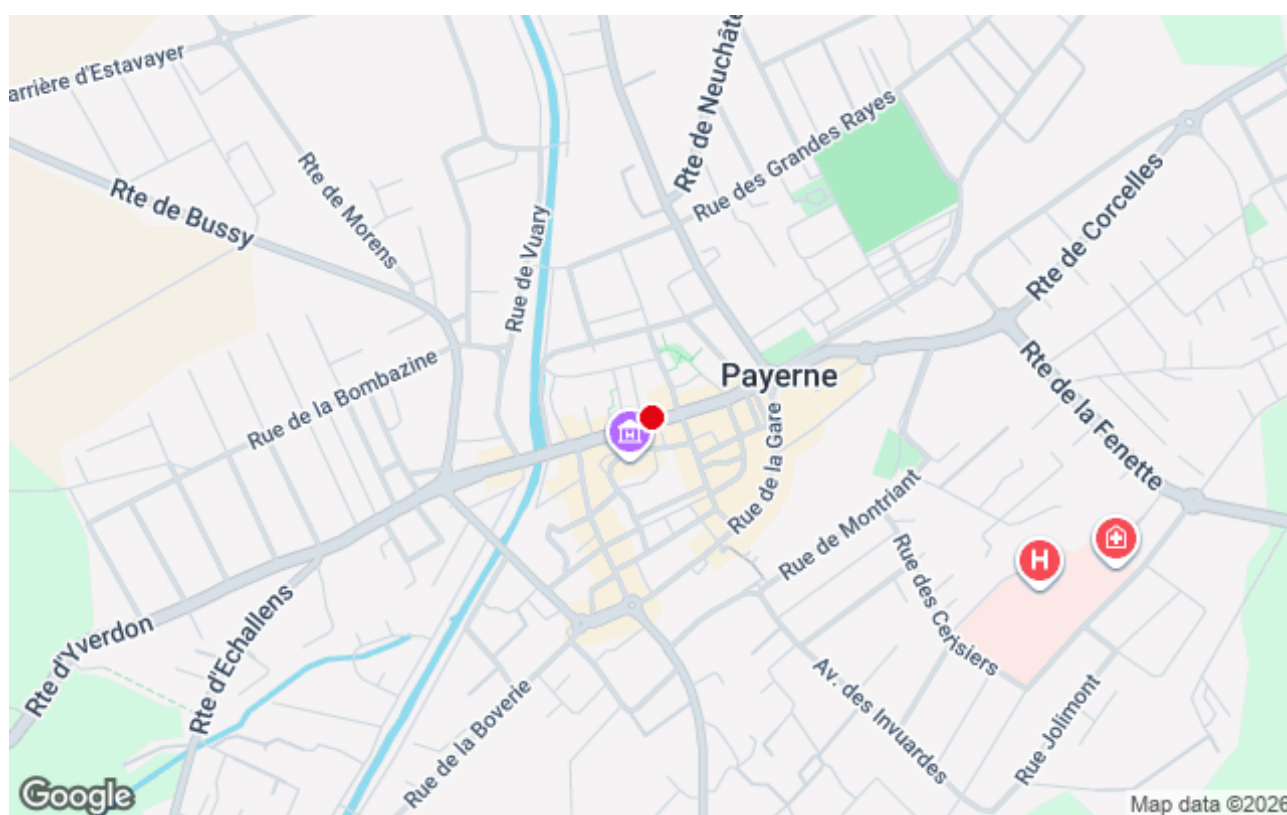 arrière d'Estavayer
Rte de Neuchâte
Rue des Grandes Rayes
Rte de Morens
Rte de Bussy
Rue de Vuary
Rte de Corcelles
Rue de la Bombazine
Payerne
Rte de la Fenette
Rue de la Gare
Rue de Montriant
H
H
Rue des Cerisiers
Rte d'Yverdon
Rte d'Echallens
Rue de la Boverie
Av. des Invuardes
Rue Jolimont
Google
Map data ©2026